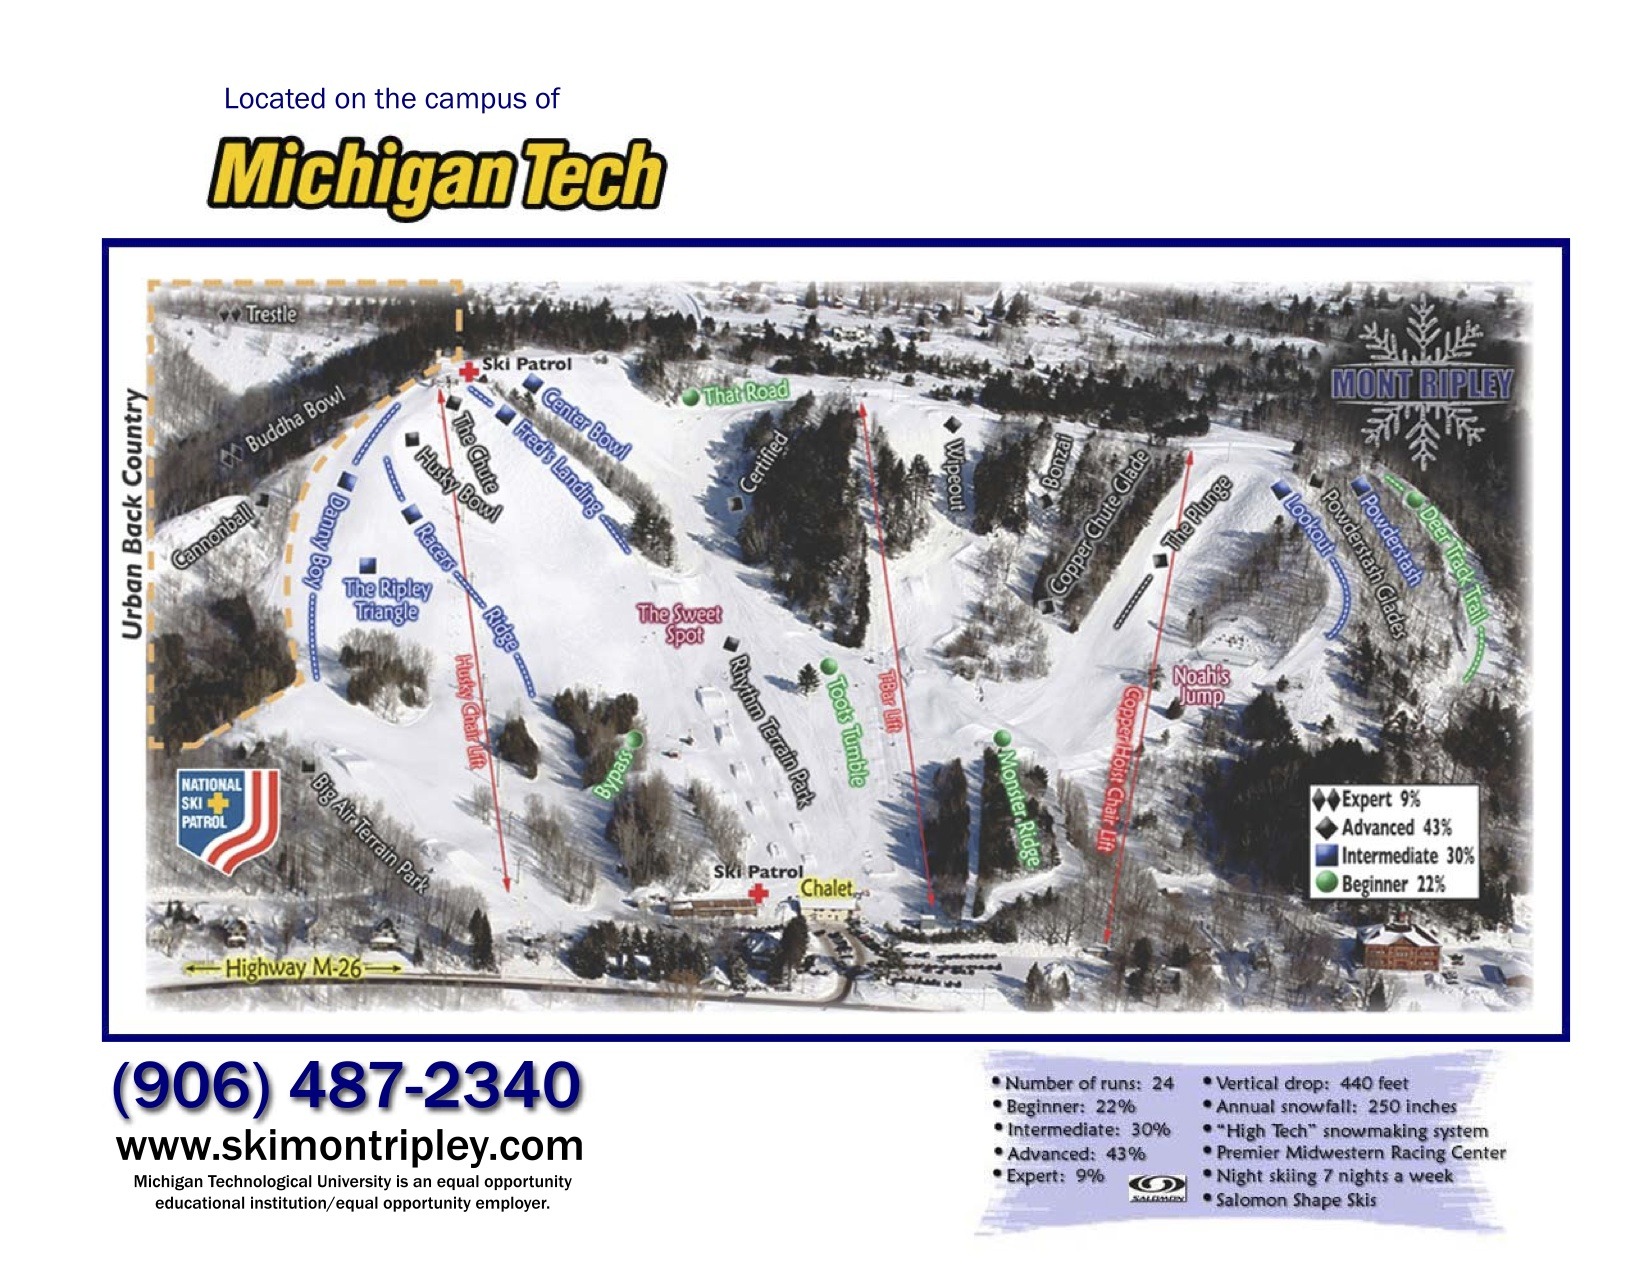 Located on the campus of
Michigan Tech
Trestle
Ski Patrol
MONT RIPLEY
That Road
Center Bowl
Fred's Landing
Buddha Bowl
The Chute
Husky Bowl
Certified
Wipeout
Bonzai
Copper Chute Glade
The Plunge
Lookout
Powderstash Glades
Powderstash
Deer Track Trail
Urban Back Country
Cannonball
Danny Boy
Racers Ridge
The Ripley
Triangle
The Sweet
Spot
Rhythm Terrain Park
Toots Tumble
T-Bar Lift
Husky Chair Lift
Noah's
Jump
Copper Hoist Chair Lift
Bypass
Monster Ridge
NATIONAL
SKI
PATROL
Big Air Terrain Park
Expert 9%
Advanced 43%
Intermediate 30%
Beginner 22%
Ski Patrol
Chalet
Highway M-26
(906) 487-2340
www.skimontripley.com
Michigan Technological University is an equal opportunity
educational institution/equal opportunity employer.
• Number of runs: 24
• Beginner: 22%
• Intermediate: 30%
• Advanced: 43%
• Expert: 9%
SALOMON
• Vertical drop: 440 feet
• Annual snowfall: 250 inches
• "High Tech" snowmaking system
• Premier Midwestern Racing Center
• Night skiing 7 nights a week
• Salomon Shape Skis